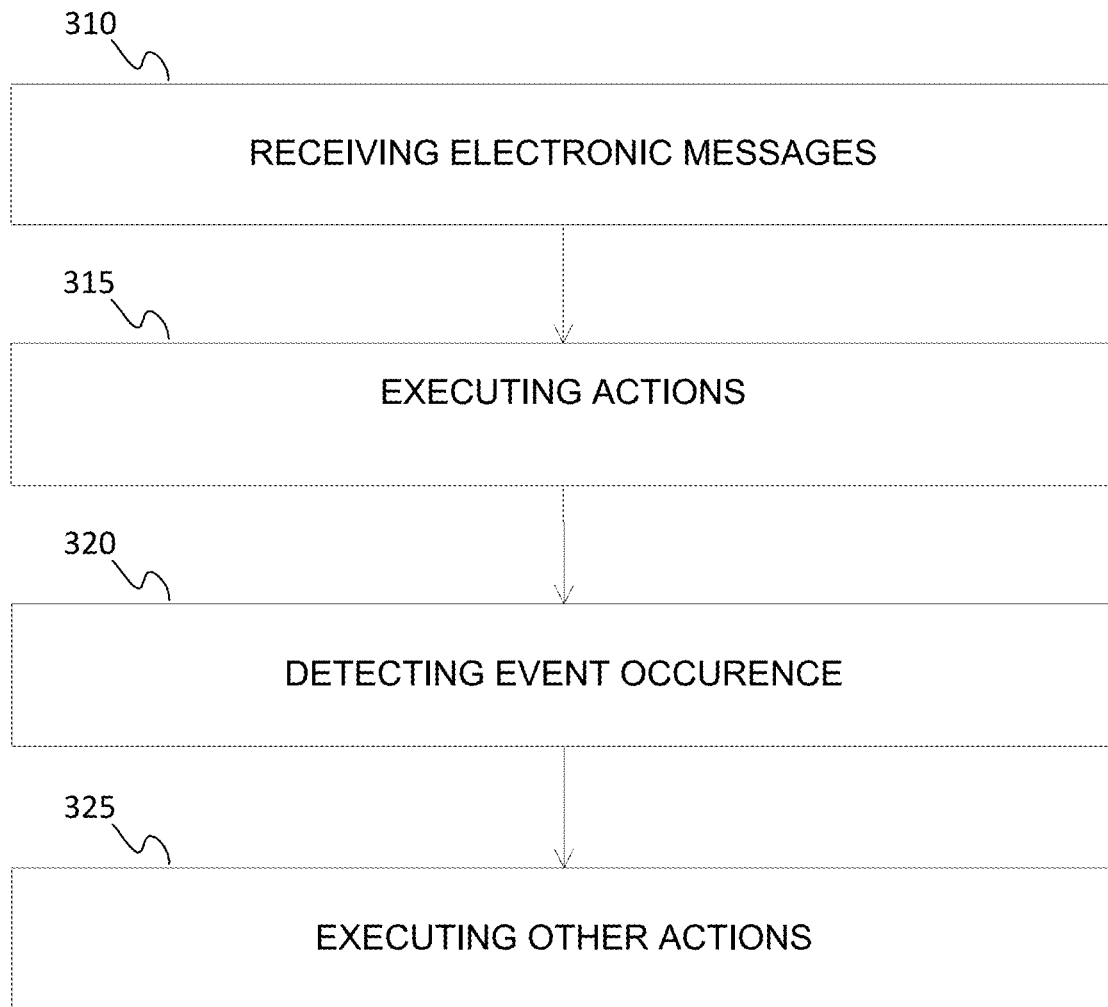 310
RECEIVING ELECTRONIC MESSAGES
315
EXECUTING ACTIONS
320
DETECTING EVENT OCCURENCE
325
EXECUTING OTHER ACTIONS